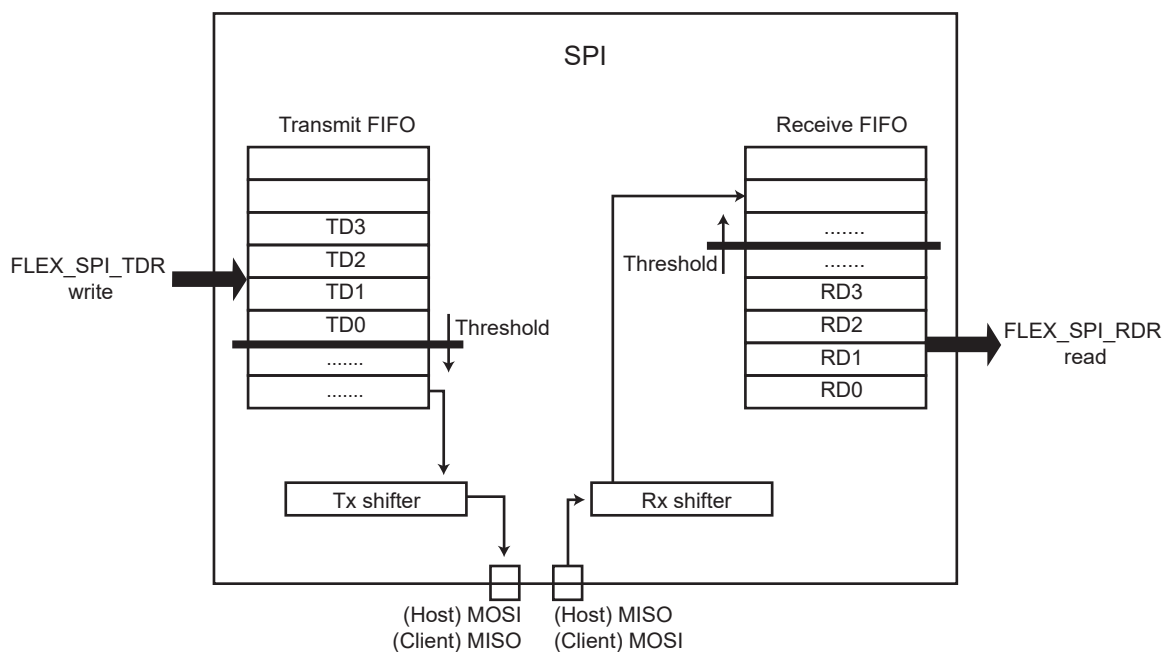 SPI
Transmit FIFO
Receive FIFO
TD3
.......
FLEX_SPI_TDR
write
TD2
Threshold
.......
TD1
RD3
TD0
Threshold
RD2
FLEX_SPI_RDR
read
.......
RD1
.......
RD0
Tx shifter
Rx shifter
(Host) MOSI
(Client) MISO
(Host) MISO
(Client) MOSI